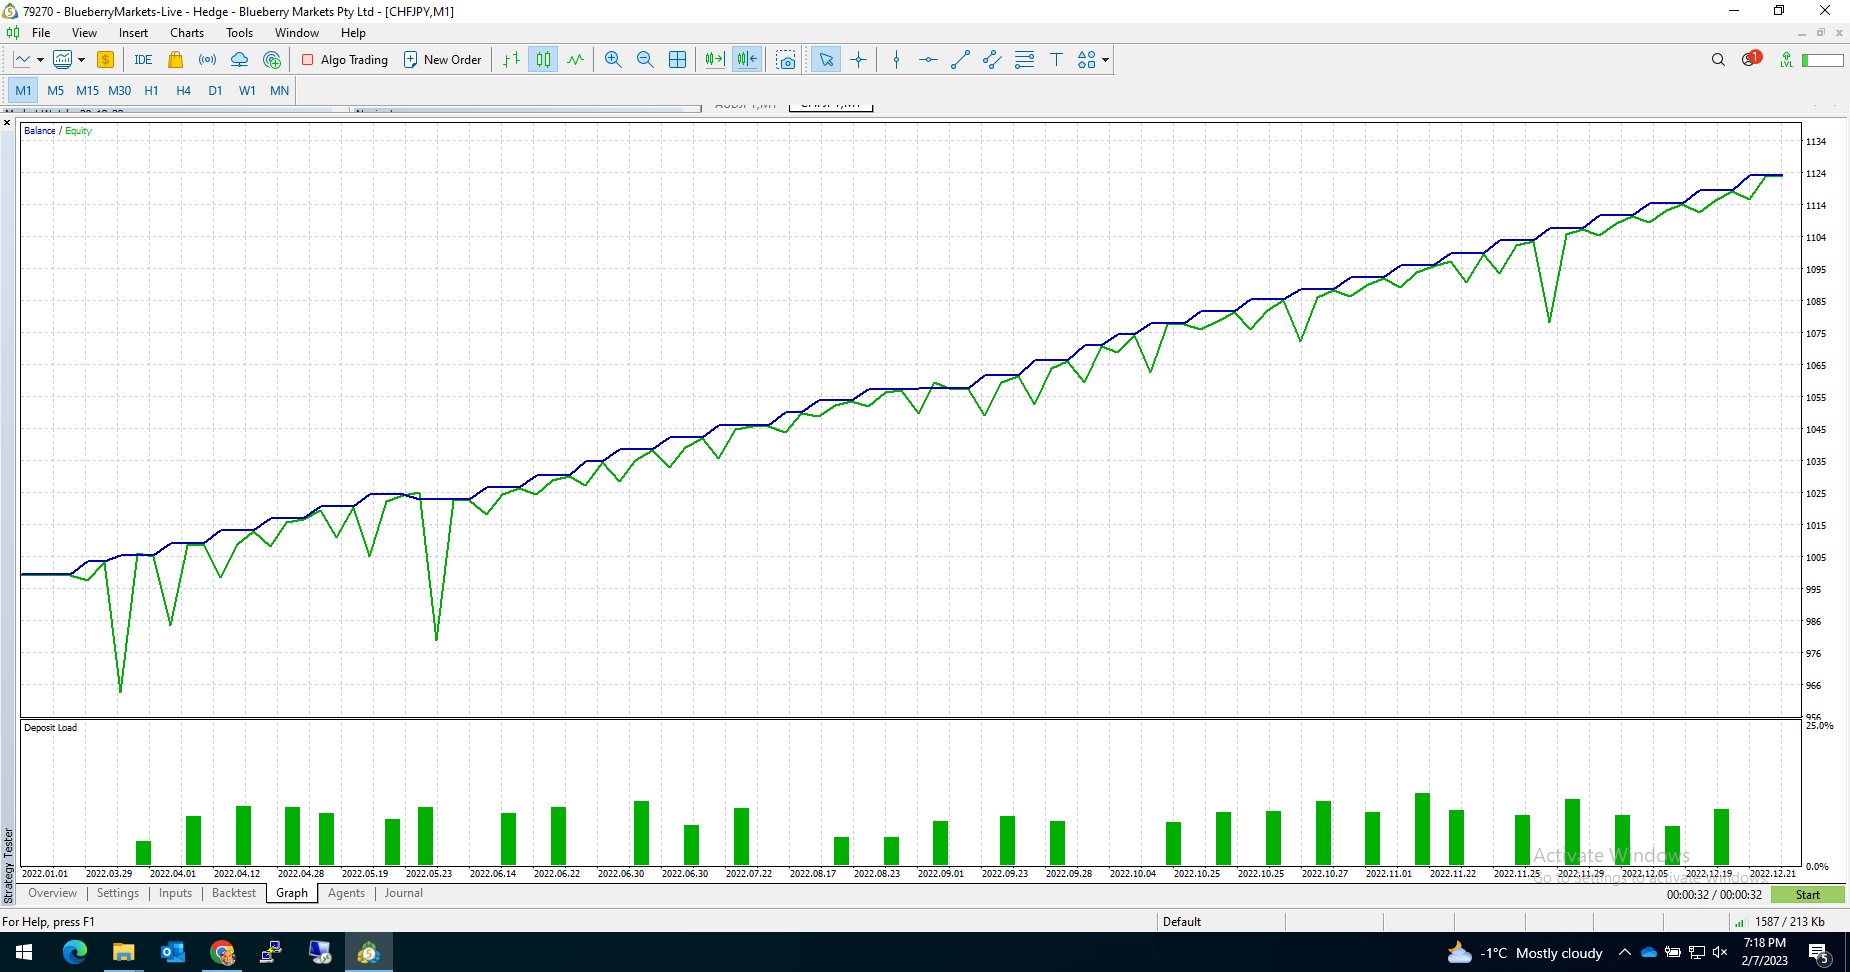 79270 - BlueberryMarkets-Live - Hedge - Blueberry Markets Pty Ltd - [CHFJPY,M1]
File View Insert Charts Tools Window Help
IDE Algo Trading New Order 1 LVL
M1 M5 M15 M30 H1 H4 D1 W1 MN
Balance / Equity
1134
1124
1114
1104
1095
1085
1075
1065
1055
1045
1035
1025
1015
1005
995
986
976
966
956
25.0%
Deposit Load
0.0%
Strategy Tester
2022.01.01 2022.03.29 2022.04.01 2022.04.12 2022.04.28 2022.05.19 2022.05.23 2022.06.14 2022.06.22 2022.06.30 2022.06.30 2022.07.22 2022.08.17 2022.08.23 2022.09.01 2022.09.23 2022.09.28 2022.10.04 2022.10.25 2022.10.25 2022.10.27 2022.11.01 2022.11.22 2022.11.25 2022.11.29 2022.12.05 2022.12.19 2022.12.21
Activate Windows
Go to Settings to activate Windows.
Overview Settings Inputs Backtest Graph Agents Journal
00:00:32 / 00:00:32 Start
For Help, press F1 Default 1587 / 213 Kb
-1°C Mostly cloudy 7:18 PM
2/7/2023 5